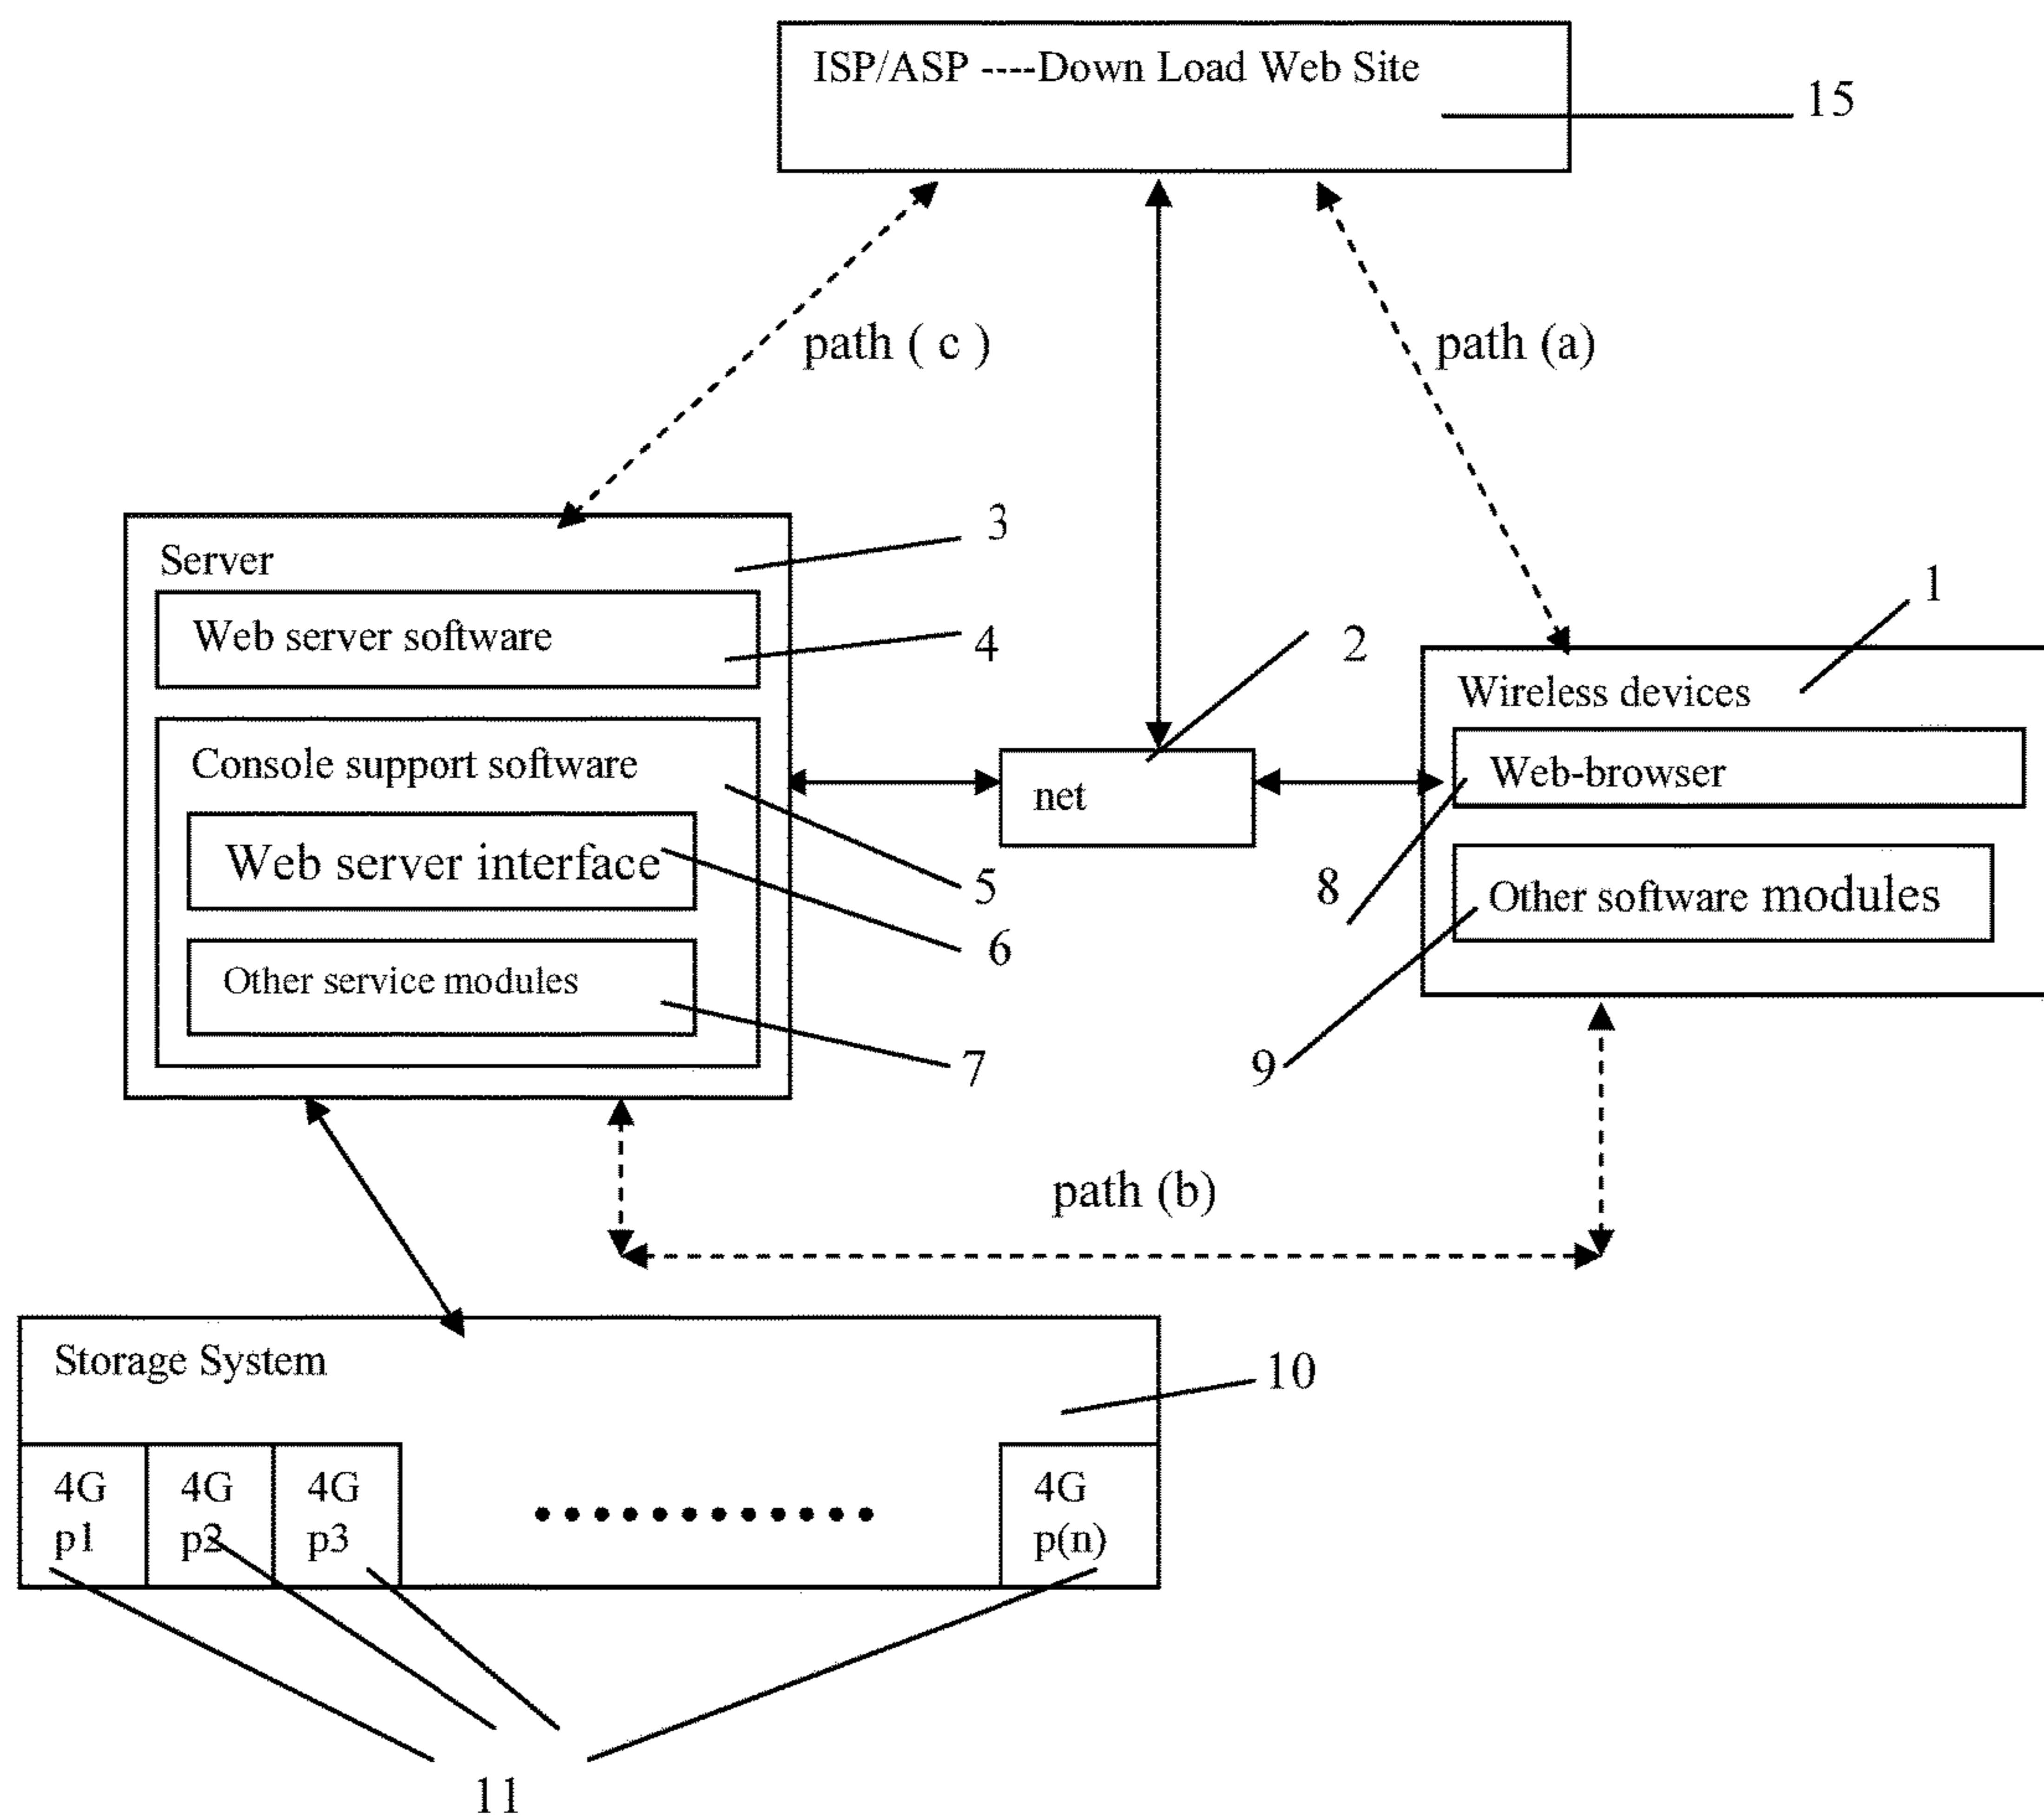 ISP/ASP ----Down Load Web Site
15
path ( c )
path (a)
3
Server
1
Web server software
4
2
Wireless devices
Console support software
Web-browser
net
Web server interface
5
8
Other software modules
6
Other service modules
7
9
path (b)
Storage System
10
4G
p1
4G
p2
4G
p3
............
4G
p(n)
11